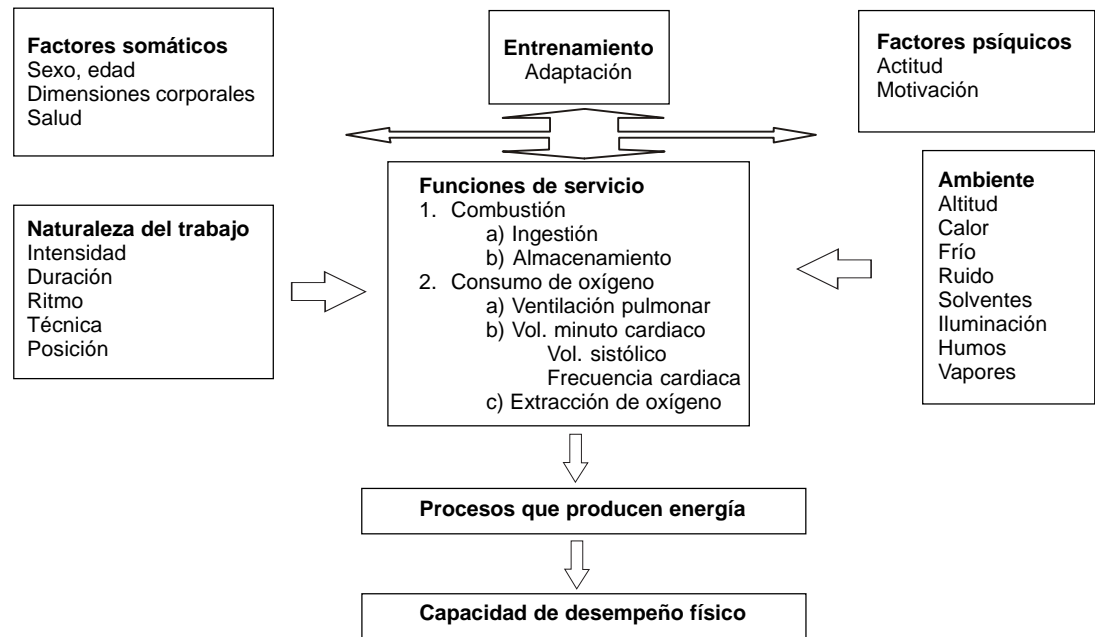 Factores somáticos
Sexo, edad
Dimensiones corporales
Salud
Entrenamiento
Adaptación
Factores psíquicos
Actitud
Motivación
Naturaleza del trabajo
Intensidad
Duración
Ritmo
Técnica
Posición
Funciones de servicio
1. Combustión
a) Ingestión
b) Almacenamiento
2. Consumo de oxígeno
a) Ventilación pulmonar
b) Vol. minuto cardiaco
Vol. sistólico
Frecuencia cardiaca
c) Extracción de oxígeno
Ambiente
Altitud
Calor
Frío
Ruido
Solventes
Iluminación
Humos
Vapores
Procesos que producen energía
Capacidad de desempeño físico